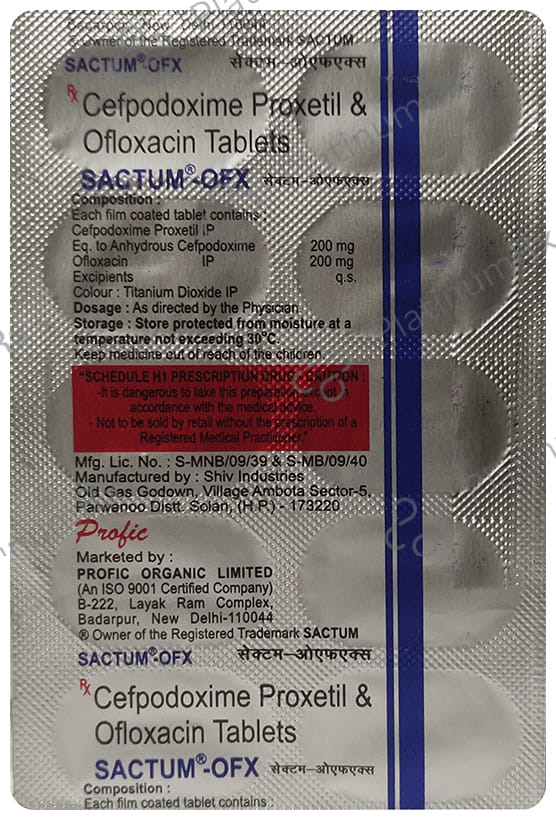 ® Owner of the Registered Trademark SACTUM
SACTUM®-OFX सेक्टम-ओएफएक्स
Rx Cefpodoxime Proxetil &
Ofloxacin Tablets
SACTUM®-OFX सेक्टम-ओएफएक्स
Composition :
Each film coated tablet contains :
Cefpodoxime Proxetil IP
Eq. to Anhydrous Cefpodoxime 200 mg
Ofloxacin IP 200 mg
Excipients q.s.
Colour : Titanium Dioxide IP
Dosage : As directed by the Physician.
Storage : Store protected from moisture at a
temperature not exceeding 30°C.
Keep medicine out of reach of the children.
"SCHEDULE H1 PRESCRIPTION DRUG - CAUTION :
-It is dangerous to take this preparation except in
accordance with the medical advice.
- Not to be sold by retail without the prescription of a
Registered Medical Practitioner."
Mfg. Lic. No. : S-MNB/09/39 & S-MB/09/40
Manufactured by : Shiv Industries
Old Gas Godown, Village Ambota Sector-5,
Parwanoo Distt. Solan, (H.P.) - 173220
Profic
Marketed by :
PROFIC ORGANIC LIMITED
(An ISO 9001 Certified Company)
B-222, Layak Ram Complex,
Badarpur, New Delhi-110044
® Owner of the Registered Trademark SACTUM
SACTUM®-OFX सेक्टम-ओएफएक्स
Rx Cefpodoxime Proxetil &
Ofloxacin Tablets
SACTUM®-OFX सेक्टम-ओएफएक्स
Composition :
Each film coated tablet contains :